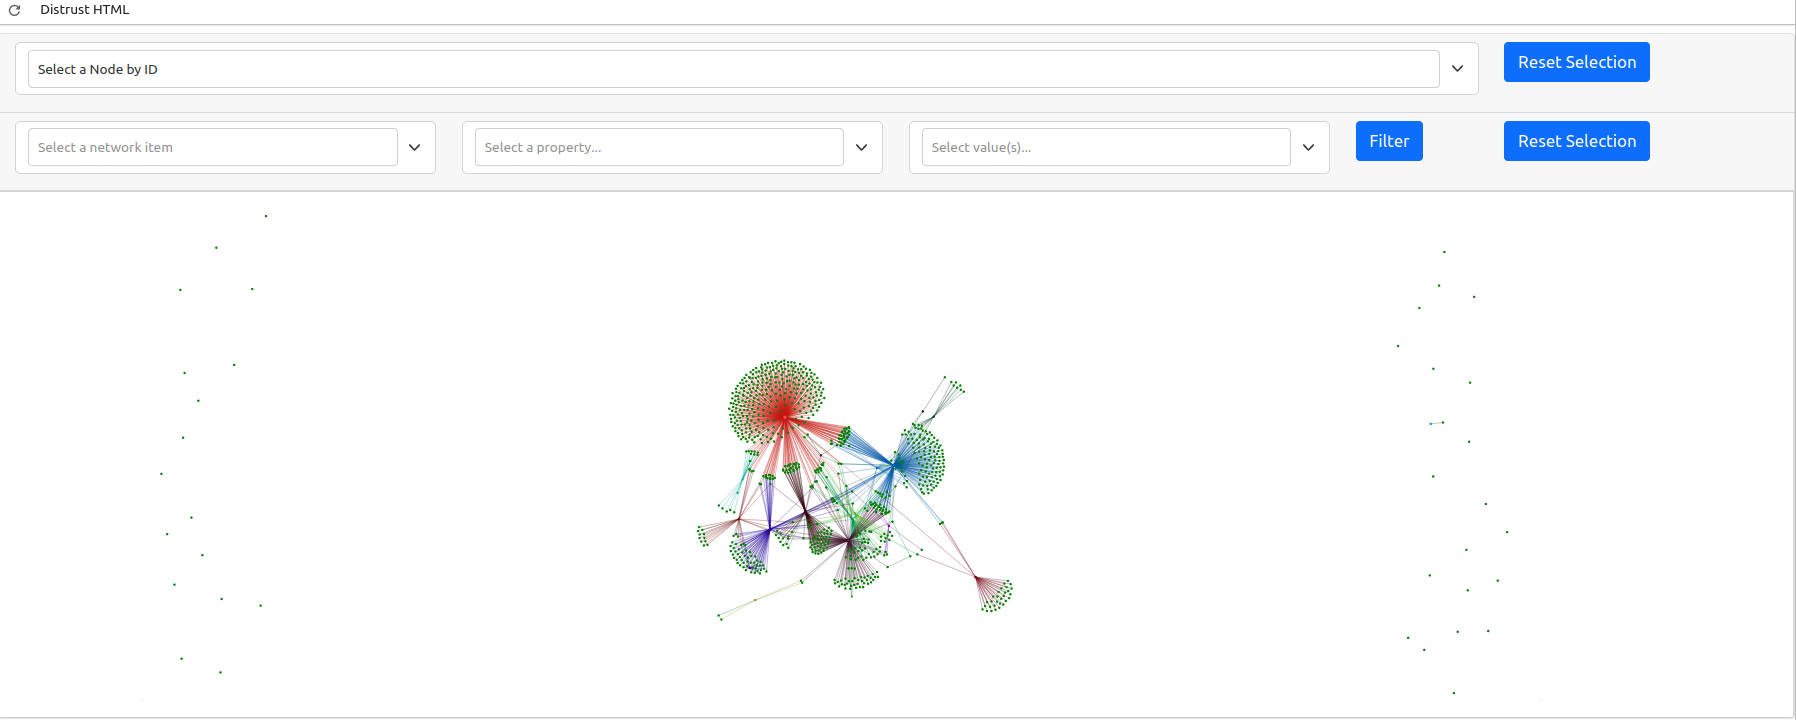 Distrust HTML
Select a Node by ID
Reset Selection
Select a network item
Select a property...
Select value(s)...
Filter
Reset Selection